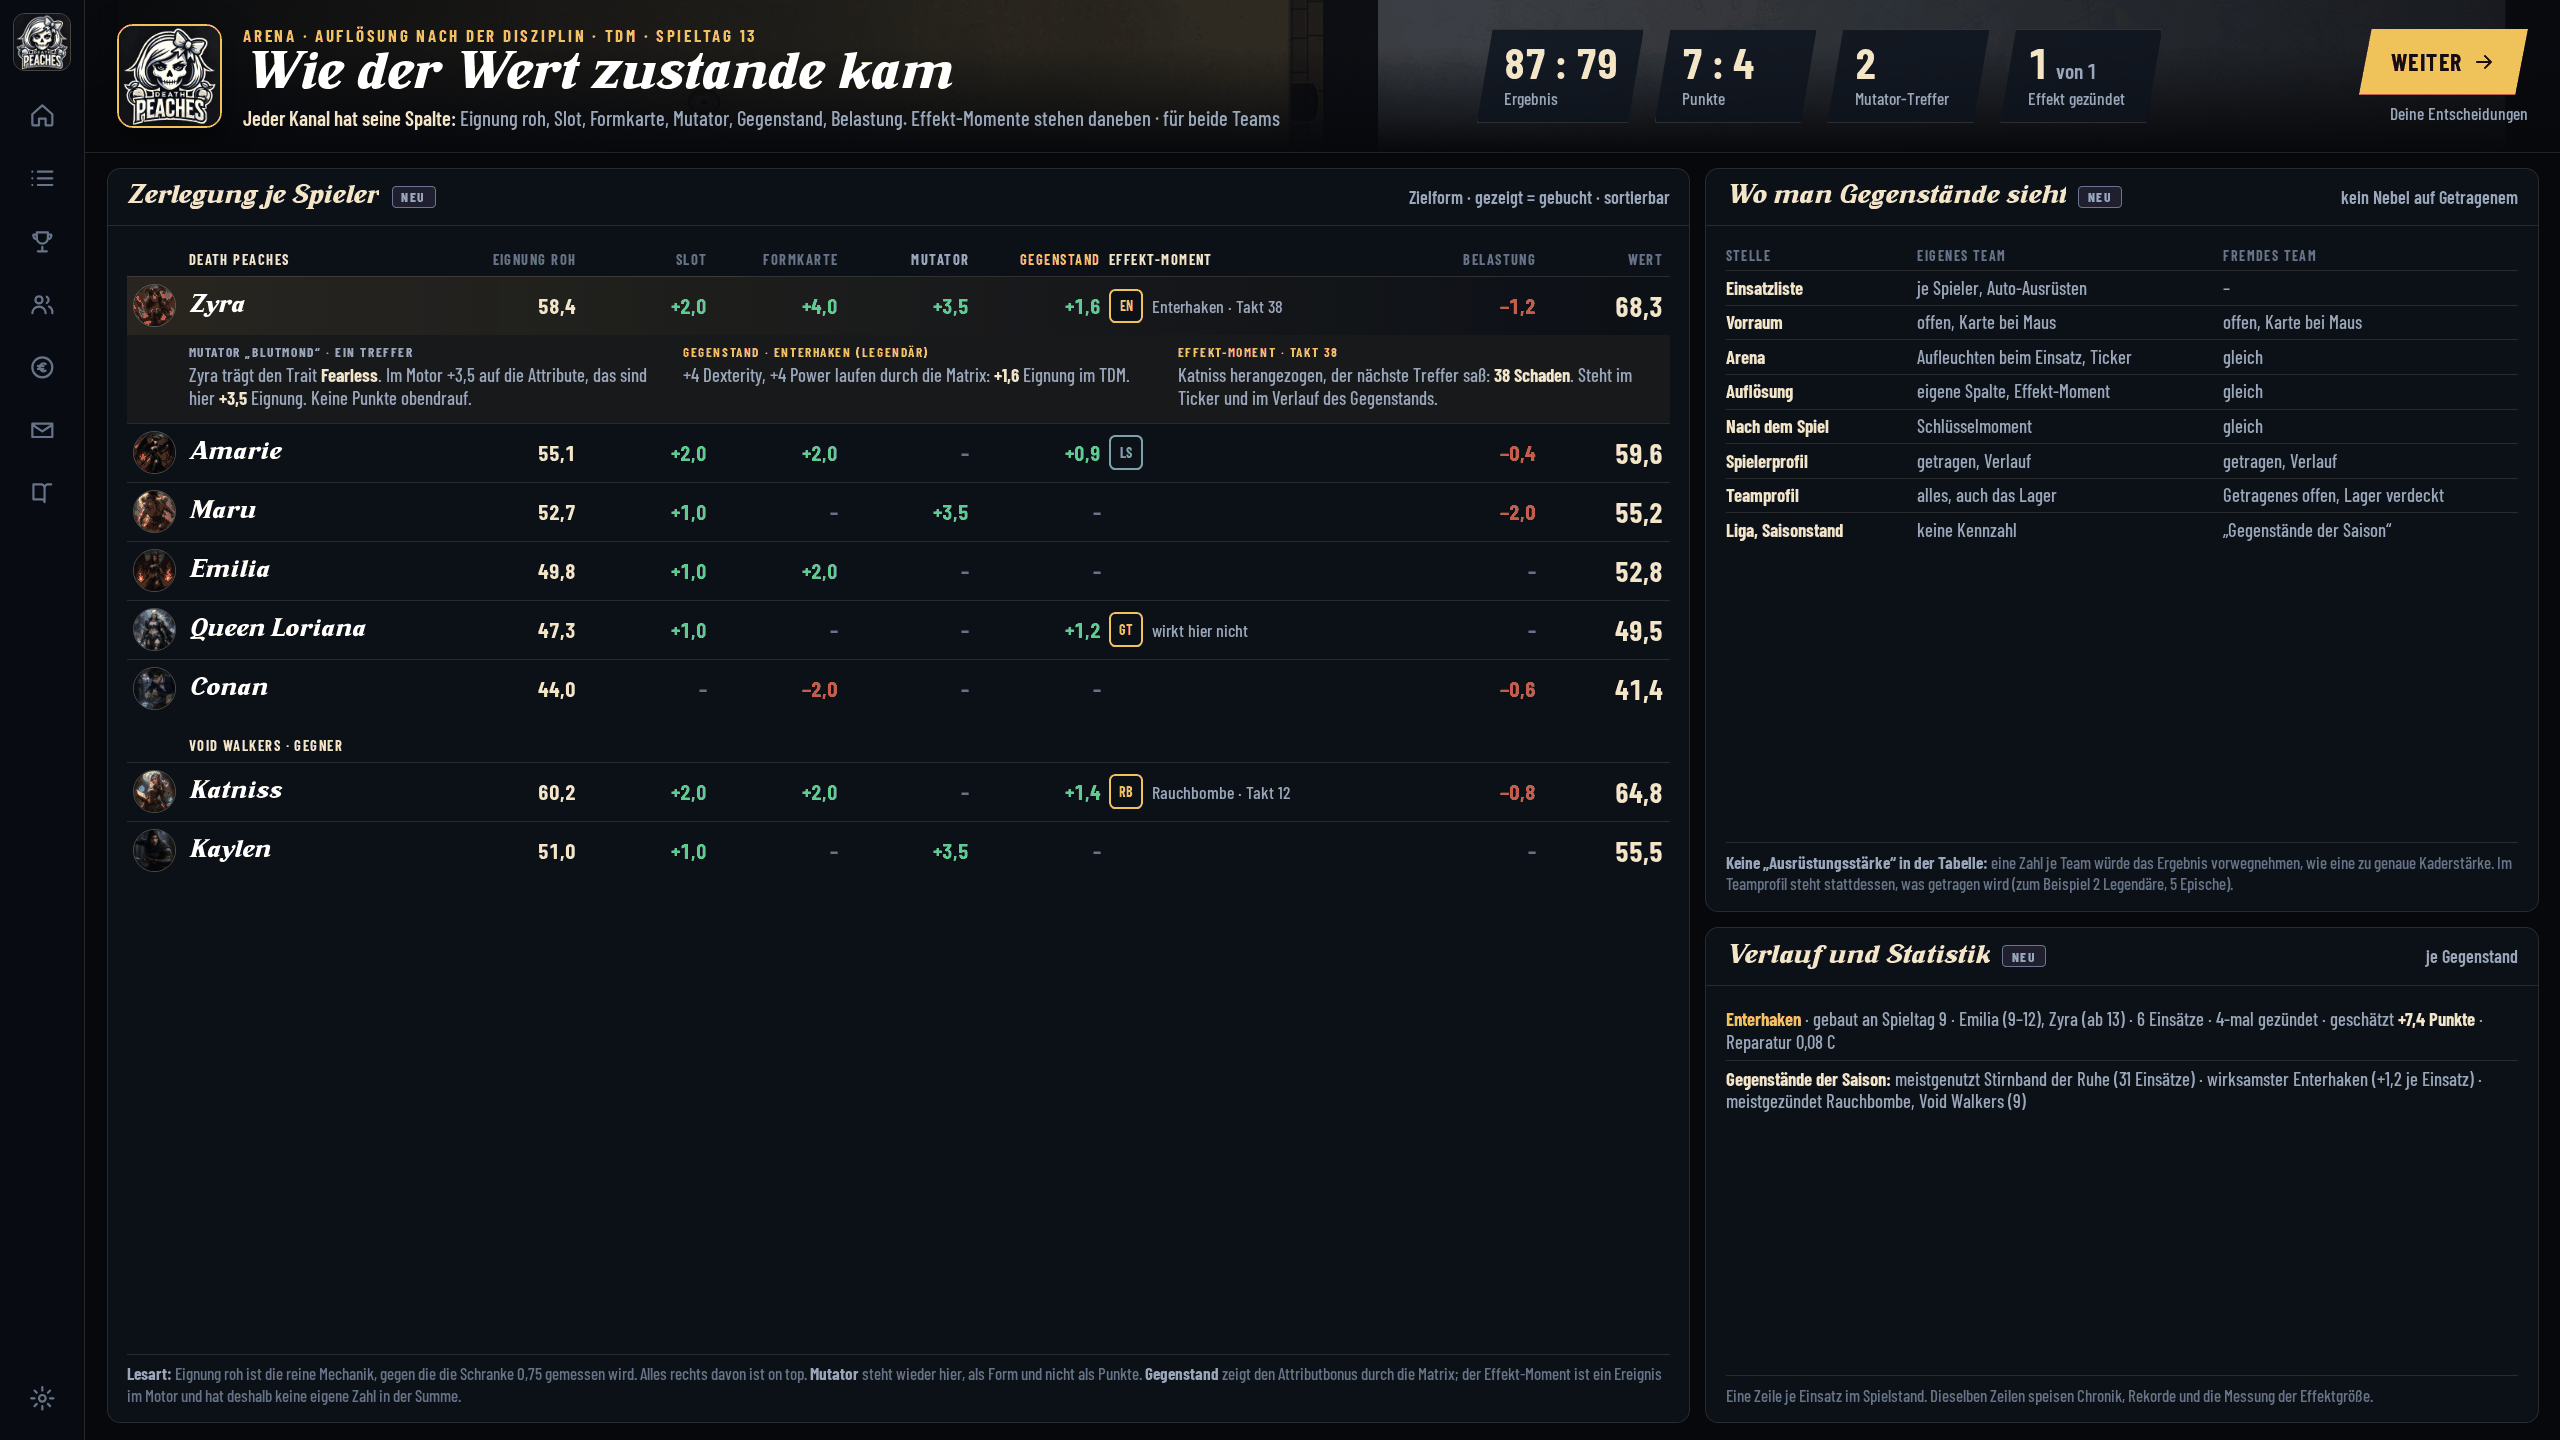 DEATH
PEACHES
DEATH
PEACHES
ARENA · AUFLÖSUNG NACH DER DISZIPLIN · TDM · SPIELTAG 13
Wie der Wert zustande kam
Jeder Kanal hat seine Spalte: Eignung roh, Slot, Formkarte, Mutator, Gegenstand, Belastung. Effekt-Momente stehen daneben · für beide Teams
87 : 79
Ergebnis
7 : 4
Punkte
2
Mutator-Treffer
1 von 1
Effekt gezündet
WEITER →
Deine Entscheidungen
Zerlegung je Spieler NEU
Zielform · gezeigt = gebucht · sortierbar
DEATH PEACHES EIGNUNG ROH SLOT FORMKARTE MUTATOR GEGENSTAND EFFEKT-MOMENT BELASTUNG WERT
Zyra 58,4 +2,0 +4,0 +3,5 +1,6 EN Enterhaken · Takt 38 −1,2 68,3
MUTATOR „BLUTMOND“ · EIN TREFFER
Zyra trägt den Trait Fearless. Im Motor +3,5 auf die Attribute, das sind
hier +3,5 Eignung. Keine Punkte obendrauf.
GEGENSTAND · ENTERHAKEN (LEGENDÄR)
+4 Dexterity, +4 Power laufen durch die Matrix: +1,6 Eignung im TDM.
EFFEKT-MOMENT · TAKT 38
Katniss herangezogen, der nächste Treffer saß: 38 Schaden. Steht im
Ticker und im Verlauf des Gegenstands.
Amarie 55,1 +2,0 +2,0 – +0,9 LS −0,4 59,6
Maru 52,7 +1,0 – +3,5 – −2,0 55,2
Emilia 49,8 +1,0 +2,0 – – – 52,8
Queen Loriana 47,3 +1,0 – – +1,2 GT wirkt hier nicht – 49,5
Conan 44,0 – −2,0 – – −0,6 41,4
VOID WALKERS · GEGNER
Katniss 60,2 +2,0 +2,0 – +1,4 RB Rauchbombe · Takt 12 −0,8 64,8
Kaylen 51,0 +1,0 – +3,5 – – 55,5
Lesart: Eignung roh ist die reine Mechanik, gegen die die Schranke 0,75 gemessen wird. Alles rechts davon ist on top. Mutator steht wieder hier, als Form und nicht als Punkte. Gegenstand zeigt den Attributbonus durch die Matrix; der Effekt-Moment ist ein Ereignis
im Motor und hat deshalb keine eigene Zahl in der Summe.
Wo man Gegenstände sieht NEU
kein Nebel auf Getragenem
STELLE EIGENES TEAM FREMDES TEAM
Einsatzliste je Spieler, Auto-Ausrüsten –
Vorraum offen, Karte bei Maus offen, Karte bei Maus
Arena Aufleuchten beim Einsatz, Ticker gleich
Auflösung eigene Spalte, Effekt-Moment gleich
Nach dem Spiel Schlüsselmoment gleich
Spielerprofil getragen, Verlauf getragen, Verlauf
Teamprofil alles, auch das Lager Getragenes offen, Lager verdeckt
Liga, Saisonstand keine Kennzahl „Gegenstände der Saison“
Keine „Ausrüstungsstärke“ in der Tabelle: eine Zahl je Team würde das Ergebnis vorwegnehmen, wie eine zu genaue Kaderstärke. Im
Teamprofil steht stattdessen, was getragen wird (zum Beispiel 2 Legendäre, 5 Epische).
Verlauf und Statistik NEU
je Gegenstand
Enterhaken · gebaut an Spieltag 9 · Emilia (9–12), Zyra (ab 13) · 6 Einsätze · 4-mal gezündet · geschätzt +7,4 Punkte ·
Reparatur 0,08 C
Gegenstände der Saison: meistgenutzt Stirnband der Ruhe (31 Einsätze) · wirksamster Enterhaken (+1,2 je Einsatz) ·
meistgezündet Rauchbombe, Void Walkers (9)
Eine Zeile je Einsatz im Spielstand. Dieselben Zeilen speisen Chronik, Rekorde und die Messung der Effektgröße.